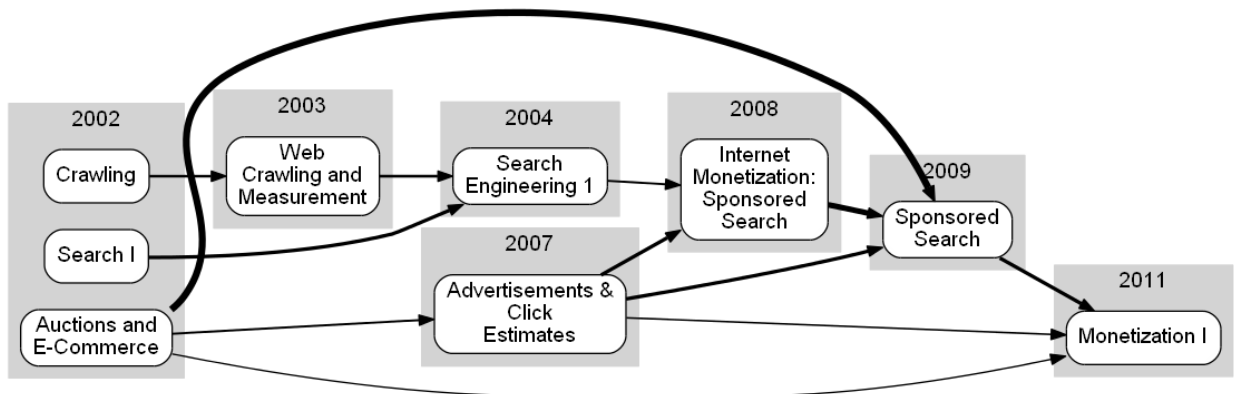 2002
Crawling
Search I
Auctions and
E-Commerce
2003
Web
Crawling and
Measurement
2004
Search
Engineering 1
2007
Advertisements &
Click
Estimates
2008
Internet
Monetization:
Sponsored
Search
2009
Sponsored
Search
2011
Monetization I